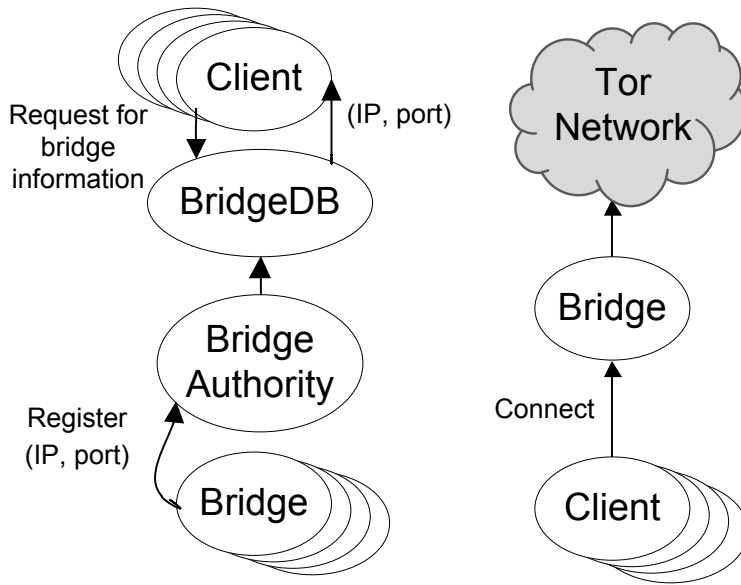 Client
Request for
bridge
information
(IP, port)
BridgeDB
Bridge
Authority
Register
(IP, port)
Bridge
Tor
Network
Bridge
Connect
Client